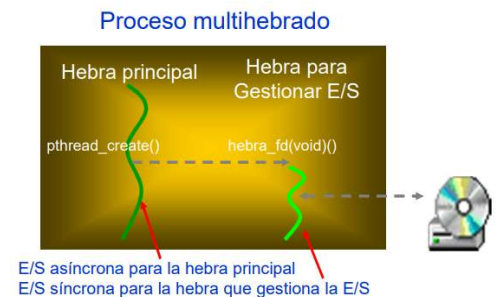 Proceso multihebrado
Hebra principal
Hebra para
Gestionar E/S
pthread_create()
hebra_fd(void)()
E/S asíncrona para la hebra principal
E/S síncrona para la hebra que gestiona la E/S